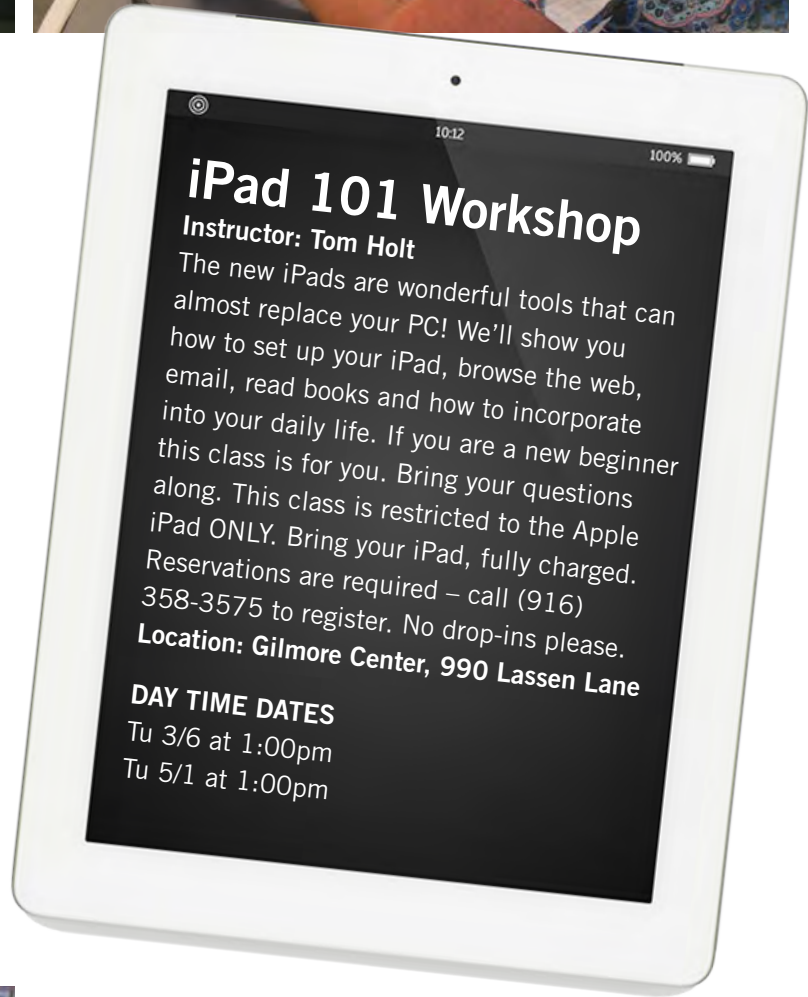 10:12
100%
iPad 101 Workshop
Instructor: Tom Holt
The new iPads are wonderful tools that can
almost replace your PC! We’ll show you
how to set up your iPad, browse the web,
email, read books and how to incorporate
into your daily life. If you are a new beginner
this class is for you. Bring your questions
along. This class is restricted to the Apple
iPad ONLY. Bring your iPad, fully charged.
Reservations are required – call (916)
358-3575 to register. No drop-ins please.
Location: Gilmore Center, 990 Lassen Lane
DAY TIME DATES
Tu 3/6 at 1:00pm
Tu 5/1 at 1:00pm